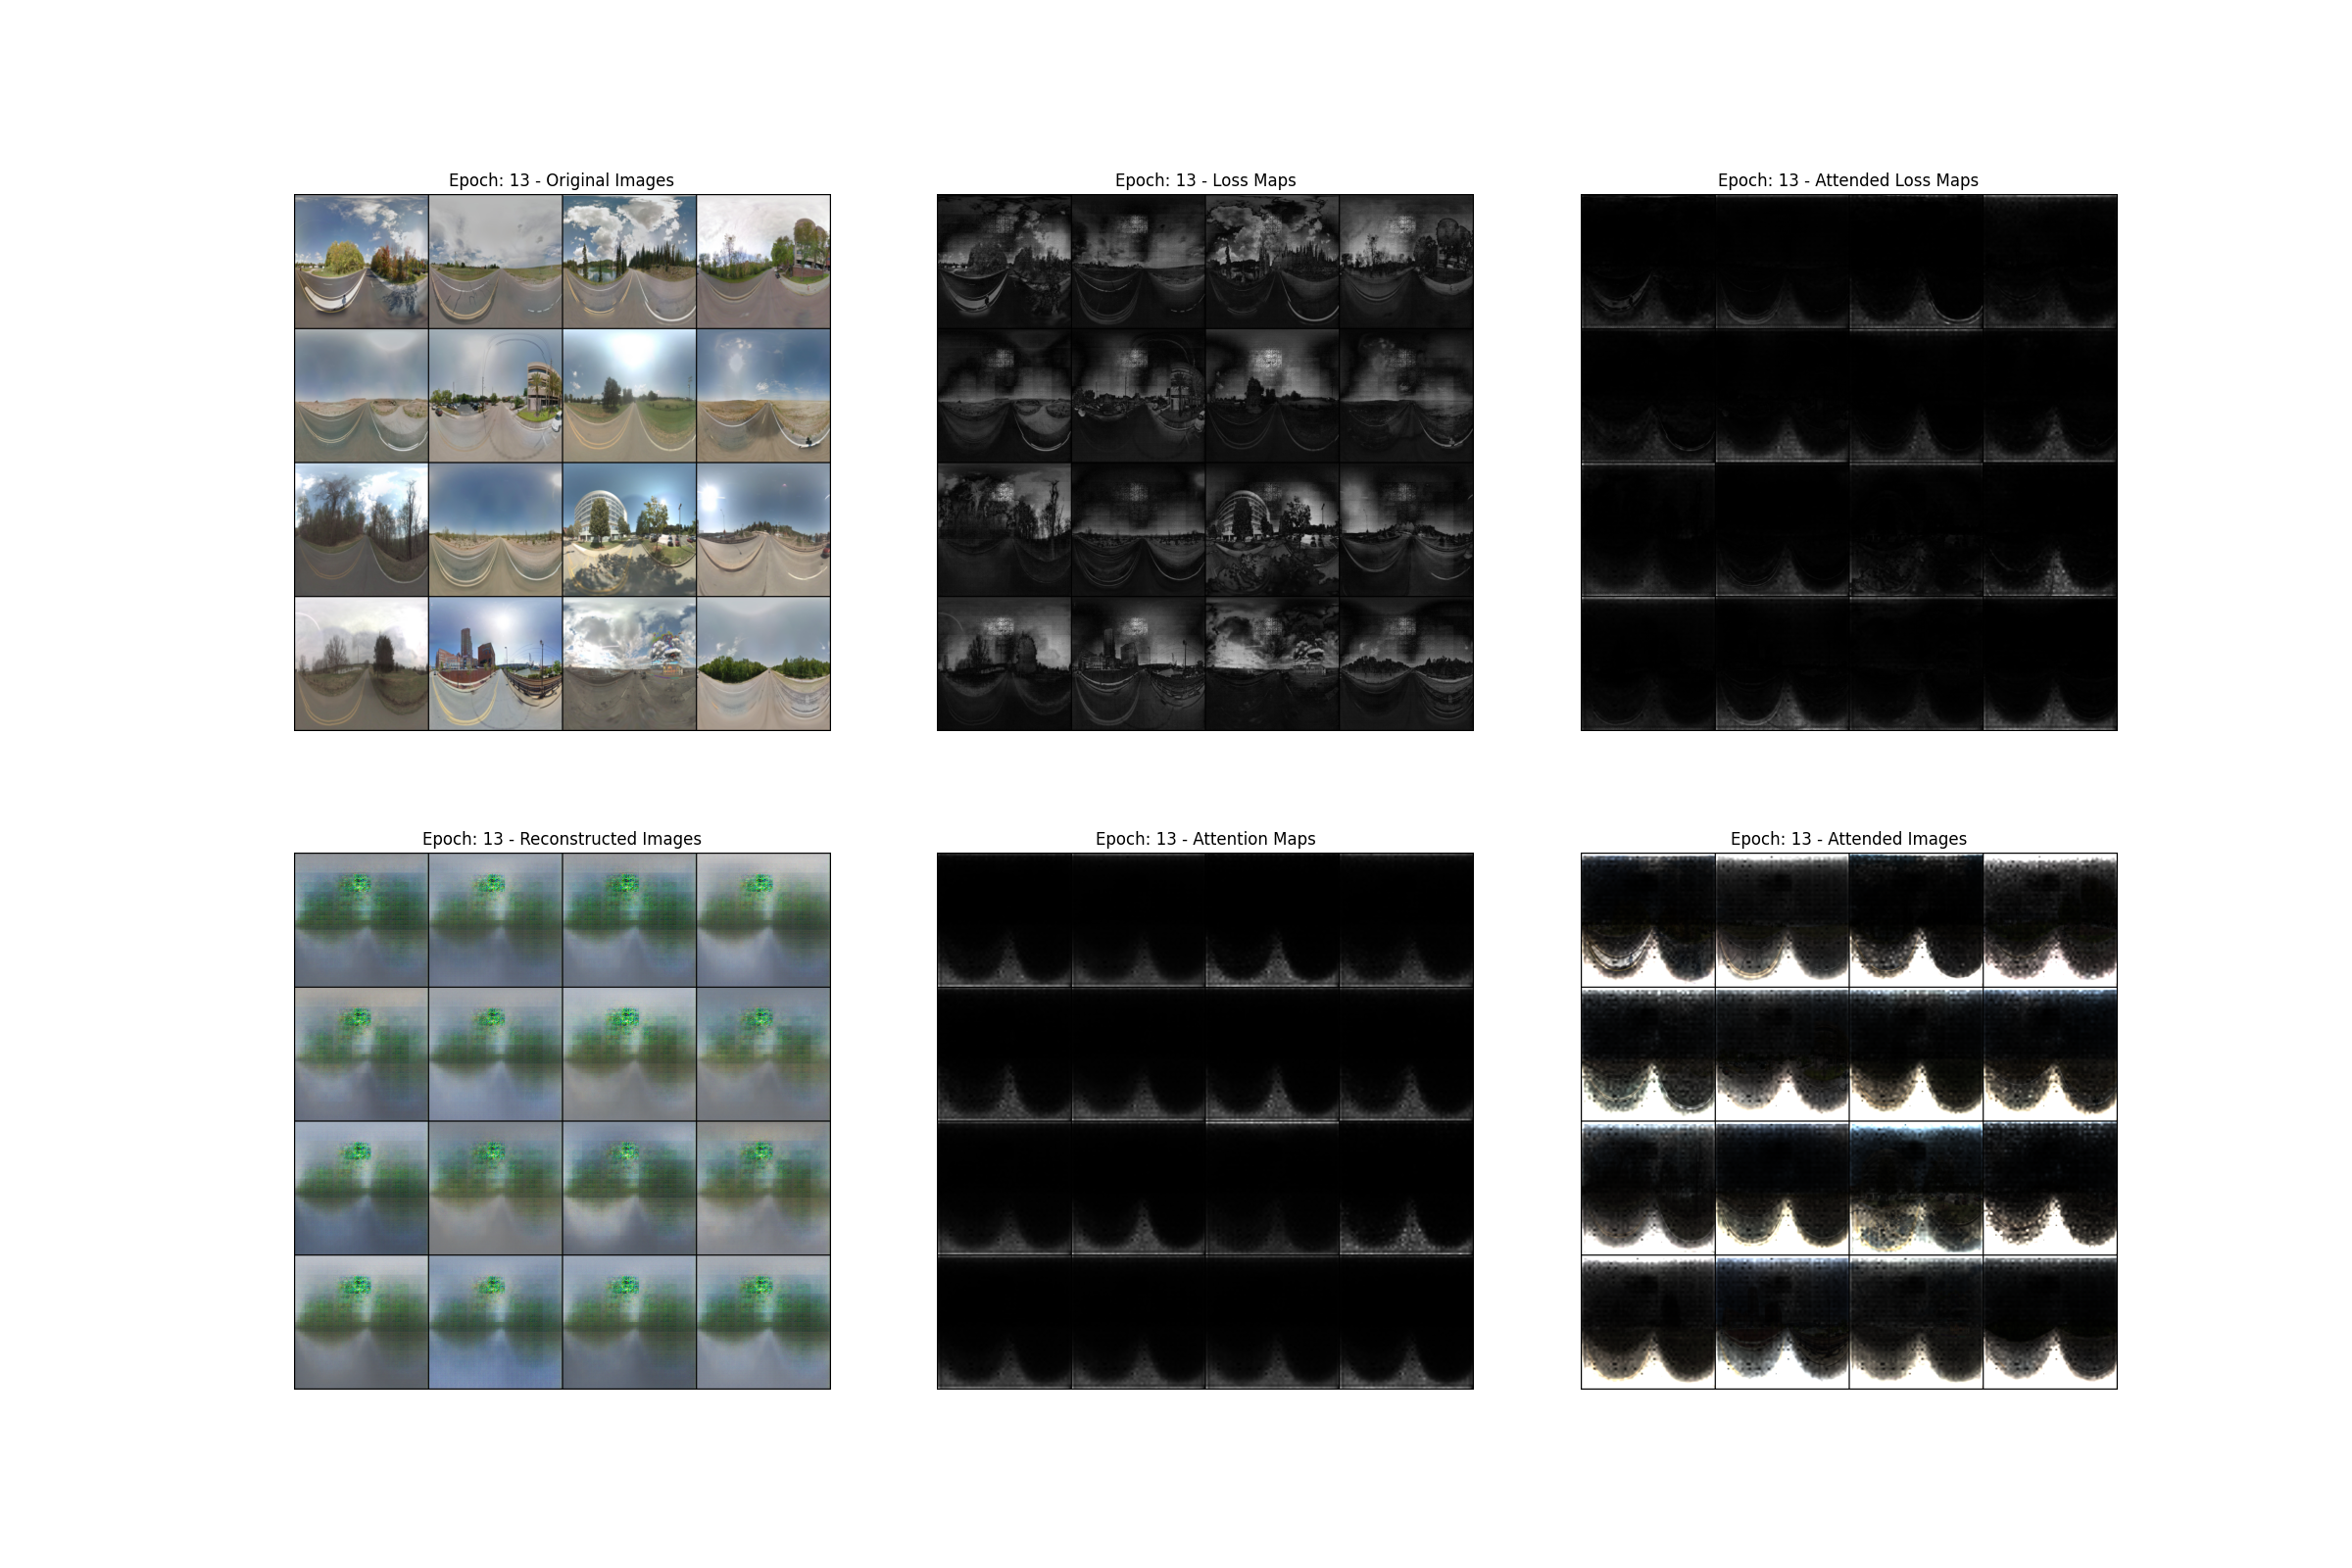 Epoch: 13 - Original Images
Epoch: 13 - Loss Maps
Epoch: 13 - Attended Loss Maps
Epoch: 13 - Reconstructed Images
Epoch: 13 - Attention Maps
Epoch: 13 - Attended Images